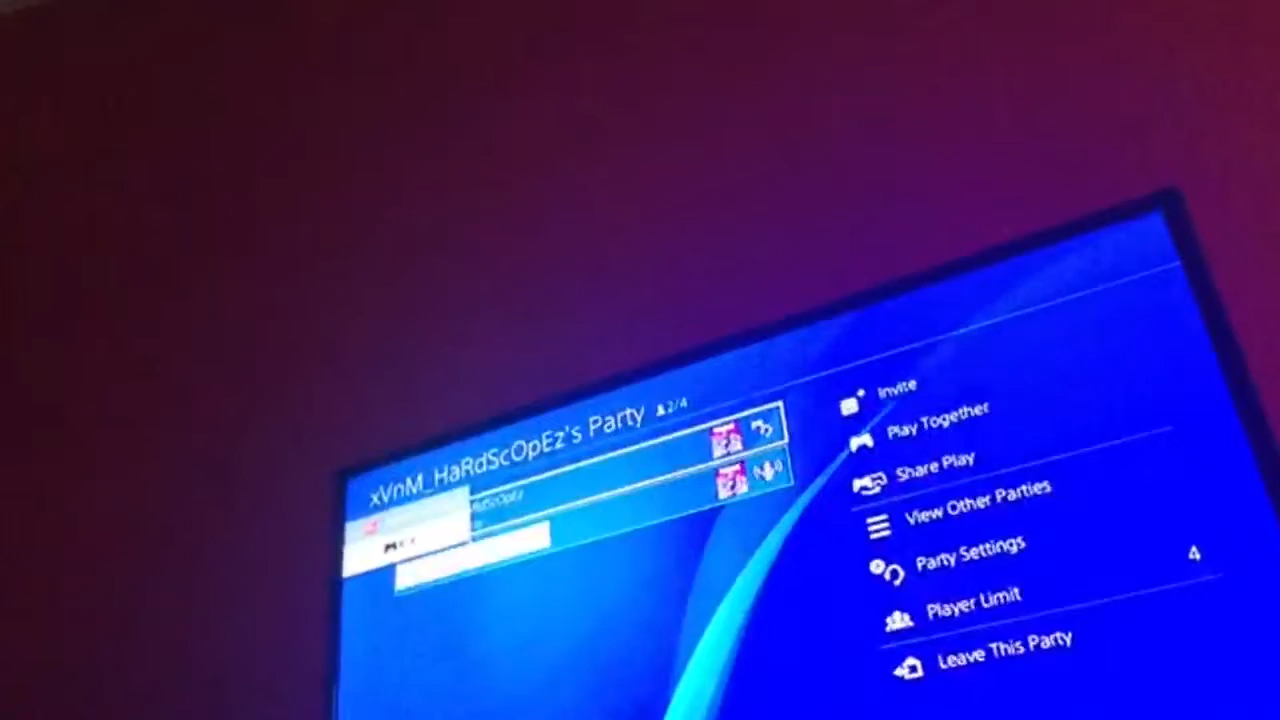 xVnM_HaRdScOpEz's Party 2/4
Invite
Play Together
Share Play
View Other Parties
Party Settings
Player Limit 4
Leave This Party